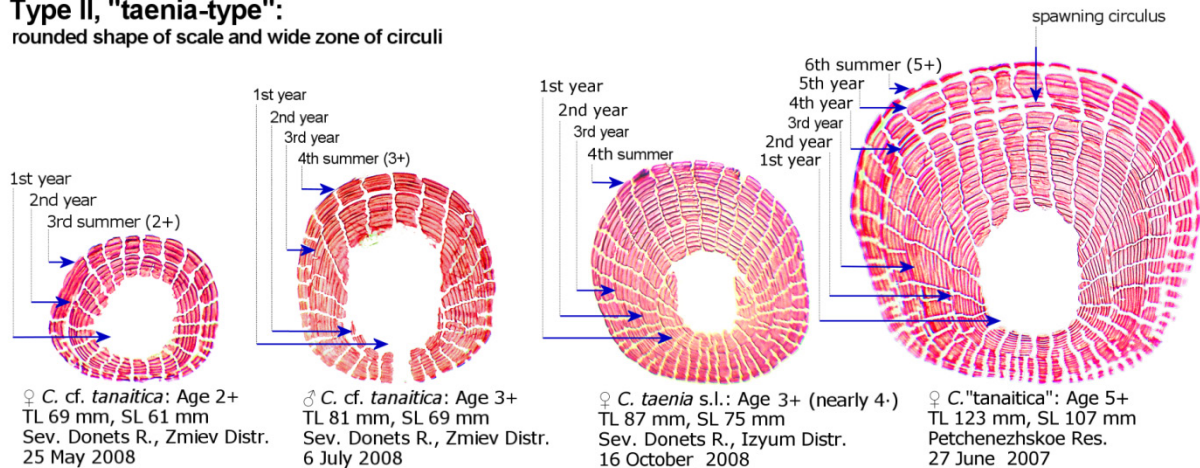 Type II, "taenia-type":
rounded shape of scale and wide zone of circuli
1st year
2nd year
3rd summer (2+)
♀ C. cf. tanaitica: Age 2+
TL 69 mm, SL 61 mm
Sev. Donets R., Zmiev Distr.
25 May 2008
1st year
2nd year
3rd year
4th summer (3+)
♂ C. cf. tanaitica: Age 3+
TL 81 mm, SL 69 mm
Sev. Donets R., Zmiev Distr.
6 July 2008
1st year
2nd year
3rd year
4th summer
♀ C. taenia s.l.: Age 3+ (nearly 4·)
TL 87 mm, SL 75 mm
Sev. Donets R., Izyum Distr.
16 October 2008
spawning circulus
6th summer (5+)
5th year
4th year
3rd year
2nd year
1st year
♀ C."tanaitica": Age 5+
TL 123 mm, SL 107 mm
Petchenezhskoe Res.
27 June 2007